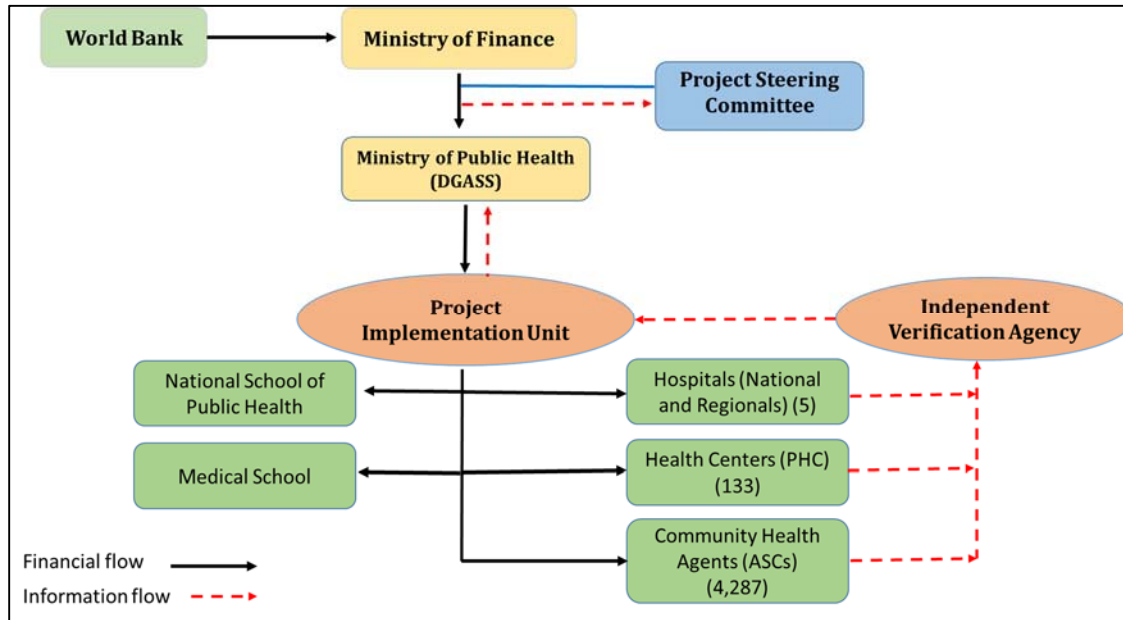 World Bank
Ministry of Finance
Project Steering
Committee
Ministry of Public Health
(DGASS)
Project
Implementation Unit
Independent
Verification Agency
National School of
Public Health
Hospitals (National
and Regionals) (5)
Medical School
Health Centers (PHC)
(133)
Community Health
Agents (ASCs)
(4,287)
Financial flow
Information flow